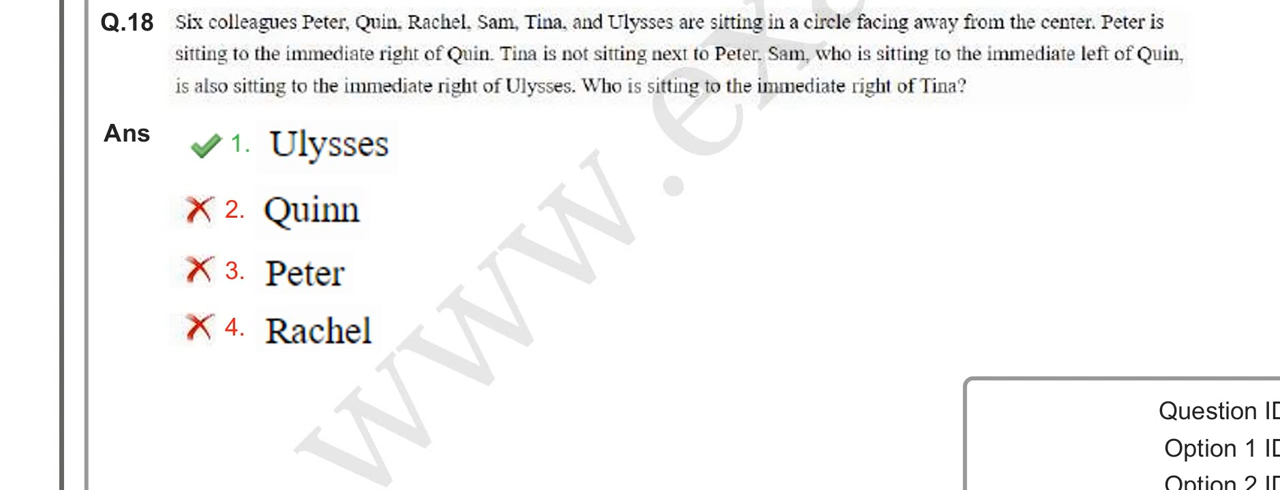 Q.18 Six colleagues Peter, Quin, Rachel, Sam, Tina, and Ulysses are sitting in a circle facing away from the center. Peter is
sitting to the immediate right of Quin. Tina is not sitting next to Peter. Sam, who is sitting to the immediate left of Quin,
is also sitting to the immediate right of Ulysses. Who is sitting to the immediate right of Tina?
Ans
1. Ulysses
2. Quinn
3. Peter
4. Rachel
www.ex
Question ID
Option 1 ID
Option 2 ID